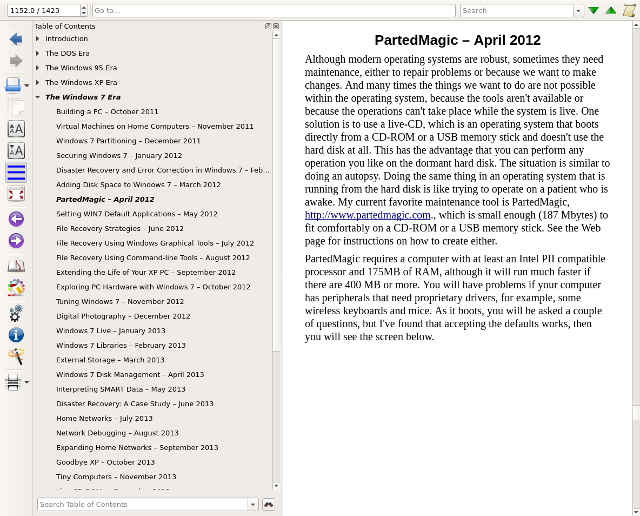 1152.0 / 1423
Go to...
Search
Table of Contents
Introduction
The DOS Era
The Windows 95 Era
The Windows XP Era
The Windows 7 Era
Building a PC – October 2011
Virtual Machines on Home Computers – November 2011
Windows 7 Partitioning – December 2011
Securing Windows 7 – January 2012
Disaster Recovery and Error Correction in Windows 7 – Feb...
Adding Disk Space to Windows 7 – March 2012
PartedMagic – April 2012
Setting WIN7 Default Applications – May 2012
File Recovery Strategies – June 2012
File Recovery Using Windows Graphical Tools – July 2012
File Recovery Using Command-line Tools – August 2012
Extending the Life of Your XP PC – September 2012
Exploring PC Hardware with Windows 7 – October 2012
Tuning Windows 7 – November 2012
Digital Photography – December 2012
Windows 7 Live – January 2013
Windows 7 Libraries – February 2013
External Storage – March 2013
Windows 7 Disk Management – April 2013
Interpreting SMART Data – May 2013
Disaster Recovery: A Case Study – June 2013
Home Networks – July 2013
Network Debugging – August 2013
Expanding Home Networks – September 2013
Goodbye XP – October 2013
Tiny Computers – November 2013
Search Table of Contents
PartedMagic – April 2012
Although modern operating systems are robust, sometimes they need
maintenance, either to repair problems or because we want to make
changes. And many times the things we want to do are not possible
within the operating system, because the tools aren't available or
because the operations can't take place while the system is live. One
solution is to use a live-CD, which is an operating system that boots
directly from a CD-ROM or a USB memory stick and doesn't use the
hard disk at all. This has the advantage that you can perform any
operation you like on the dormant hard disk. The situation is similar to
doing an autopsy. Doing the same thing in an operating system that is
running from the hard disk is like trying to operate on a patient who is
awake. My current favorite maintenance tool is PartedMagic,
http://www.partedmagic.com., which is small enough (187 Mbytes) to
fit comfortably on a CD-ROM or a USB memory stick. See the Web
page for instructions on how to create either.
PartedMagic requires a computer with at least an Intel PII compatible
processor and 175MB of RAM, although it will run much faster if
there are 400 MB or more. You will have problems if your computer
has peripherals that need proprietary drivers, for example, some
wireless keyboards and mice. As it boots, you will be asked a couple
of questions, but I've found that accepting the defaults works, then
you will see the screen below.